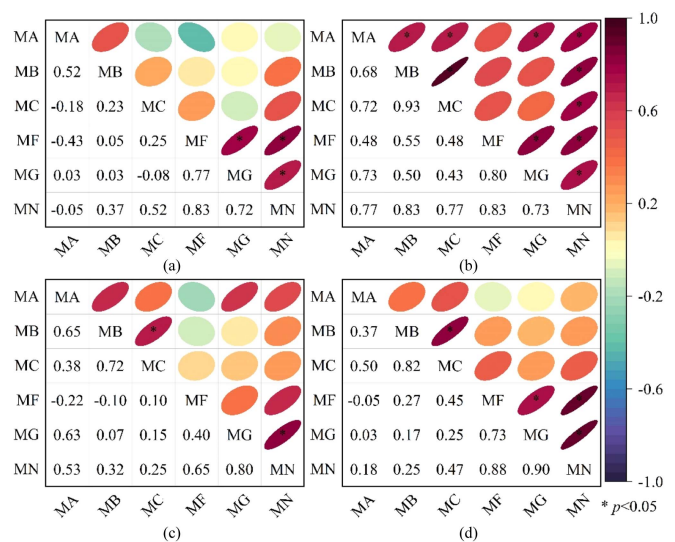 MA MA
MB 0.52 MB
MC -0.18 0.23 MC
MF -0.43 0.05 0.25 MF * *
MG 0.03 0.03 -0.08 0.77 MG *
MN -0.05 0.37 0.52 0.83 0.72 MN
MA MB MC MF MG MN
(a)
MA MA * * * *
MB 0.68 MB *
MC 0.72 0.93 MC *
MF 0.48 0.55 0.48 MF * *
MG 0.73 0.50 0.43 0.80 MG *
MN 0.77 0.83 0.77 0.83 0.73 MN
MA MB MC MF MG MN
(b)
MA MA
MB 0.65 MB *
MC 0.38 0.72 MC
MF -0.22 -0.10 0.10 MF
MG 0.63 0.07 0.15 0.40 MG *
MN 0.53 0.32 0.25 0.65 0.80 MN
MA MB MC MF MG MN
(c)
MA MA
MB 0.37 MB *
MC 0.50 0.82 MC
MF -0.05 0.27 0.45 MF * *
MG 0.03 0.17 0.25 0.73 MG *
MN 0.18 0.25 0.47 0.88 0.90 MN
MA MB MC MF MG MN
(d)
1.0
0.6
0.2
-0.2
-0.6
-1.0
* p<0.05